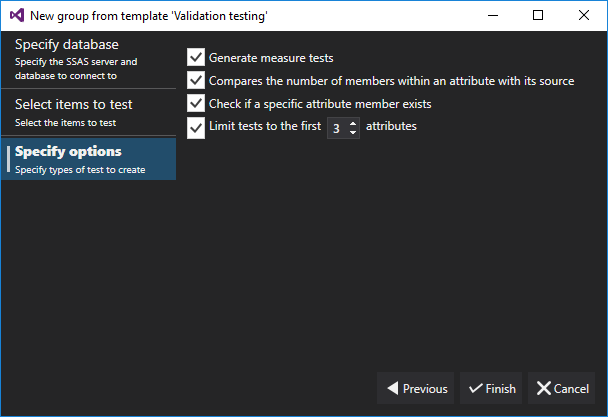 New group from template 'Validation testing'
Specify database
Specify the SSAS server and
database to connect to
Select items to test
Select the items to test
Specify options
Specify types of test to create
Generate measure tests
Compares the number of members within an attribute with its source
Check if a specific attribute member exists
Limit tests to the first 3 attributes
Previous Finish Cancel